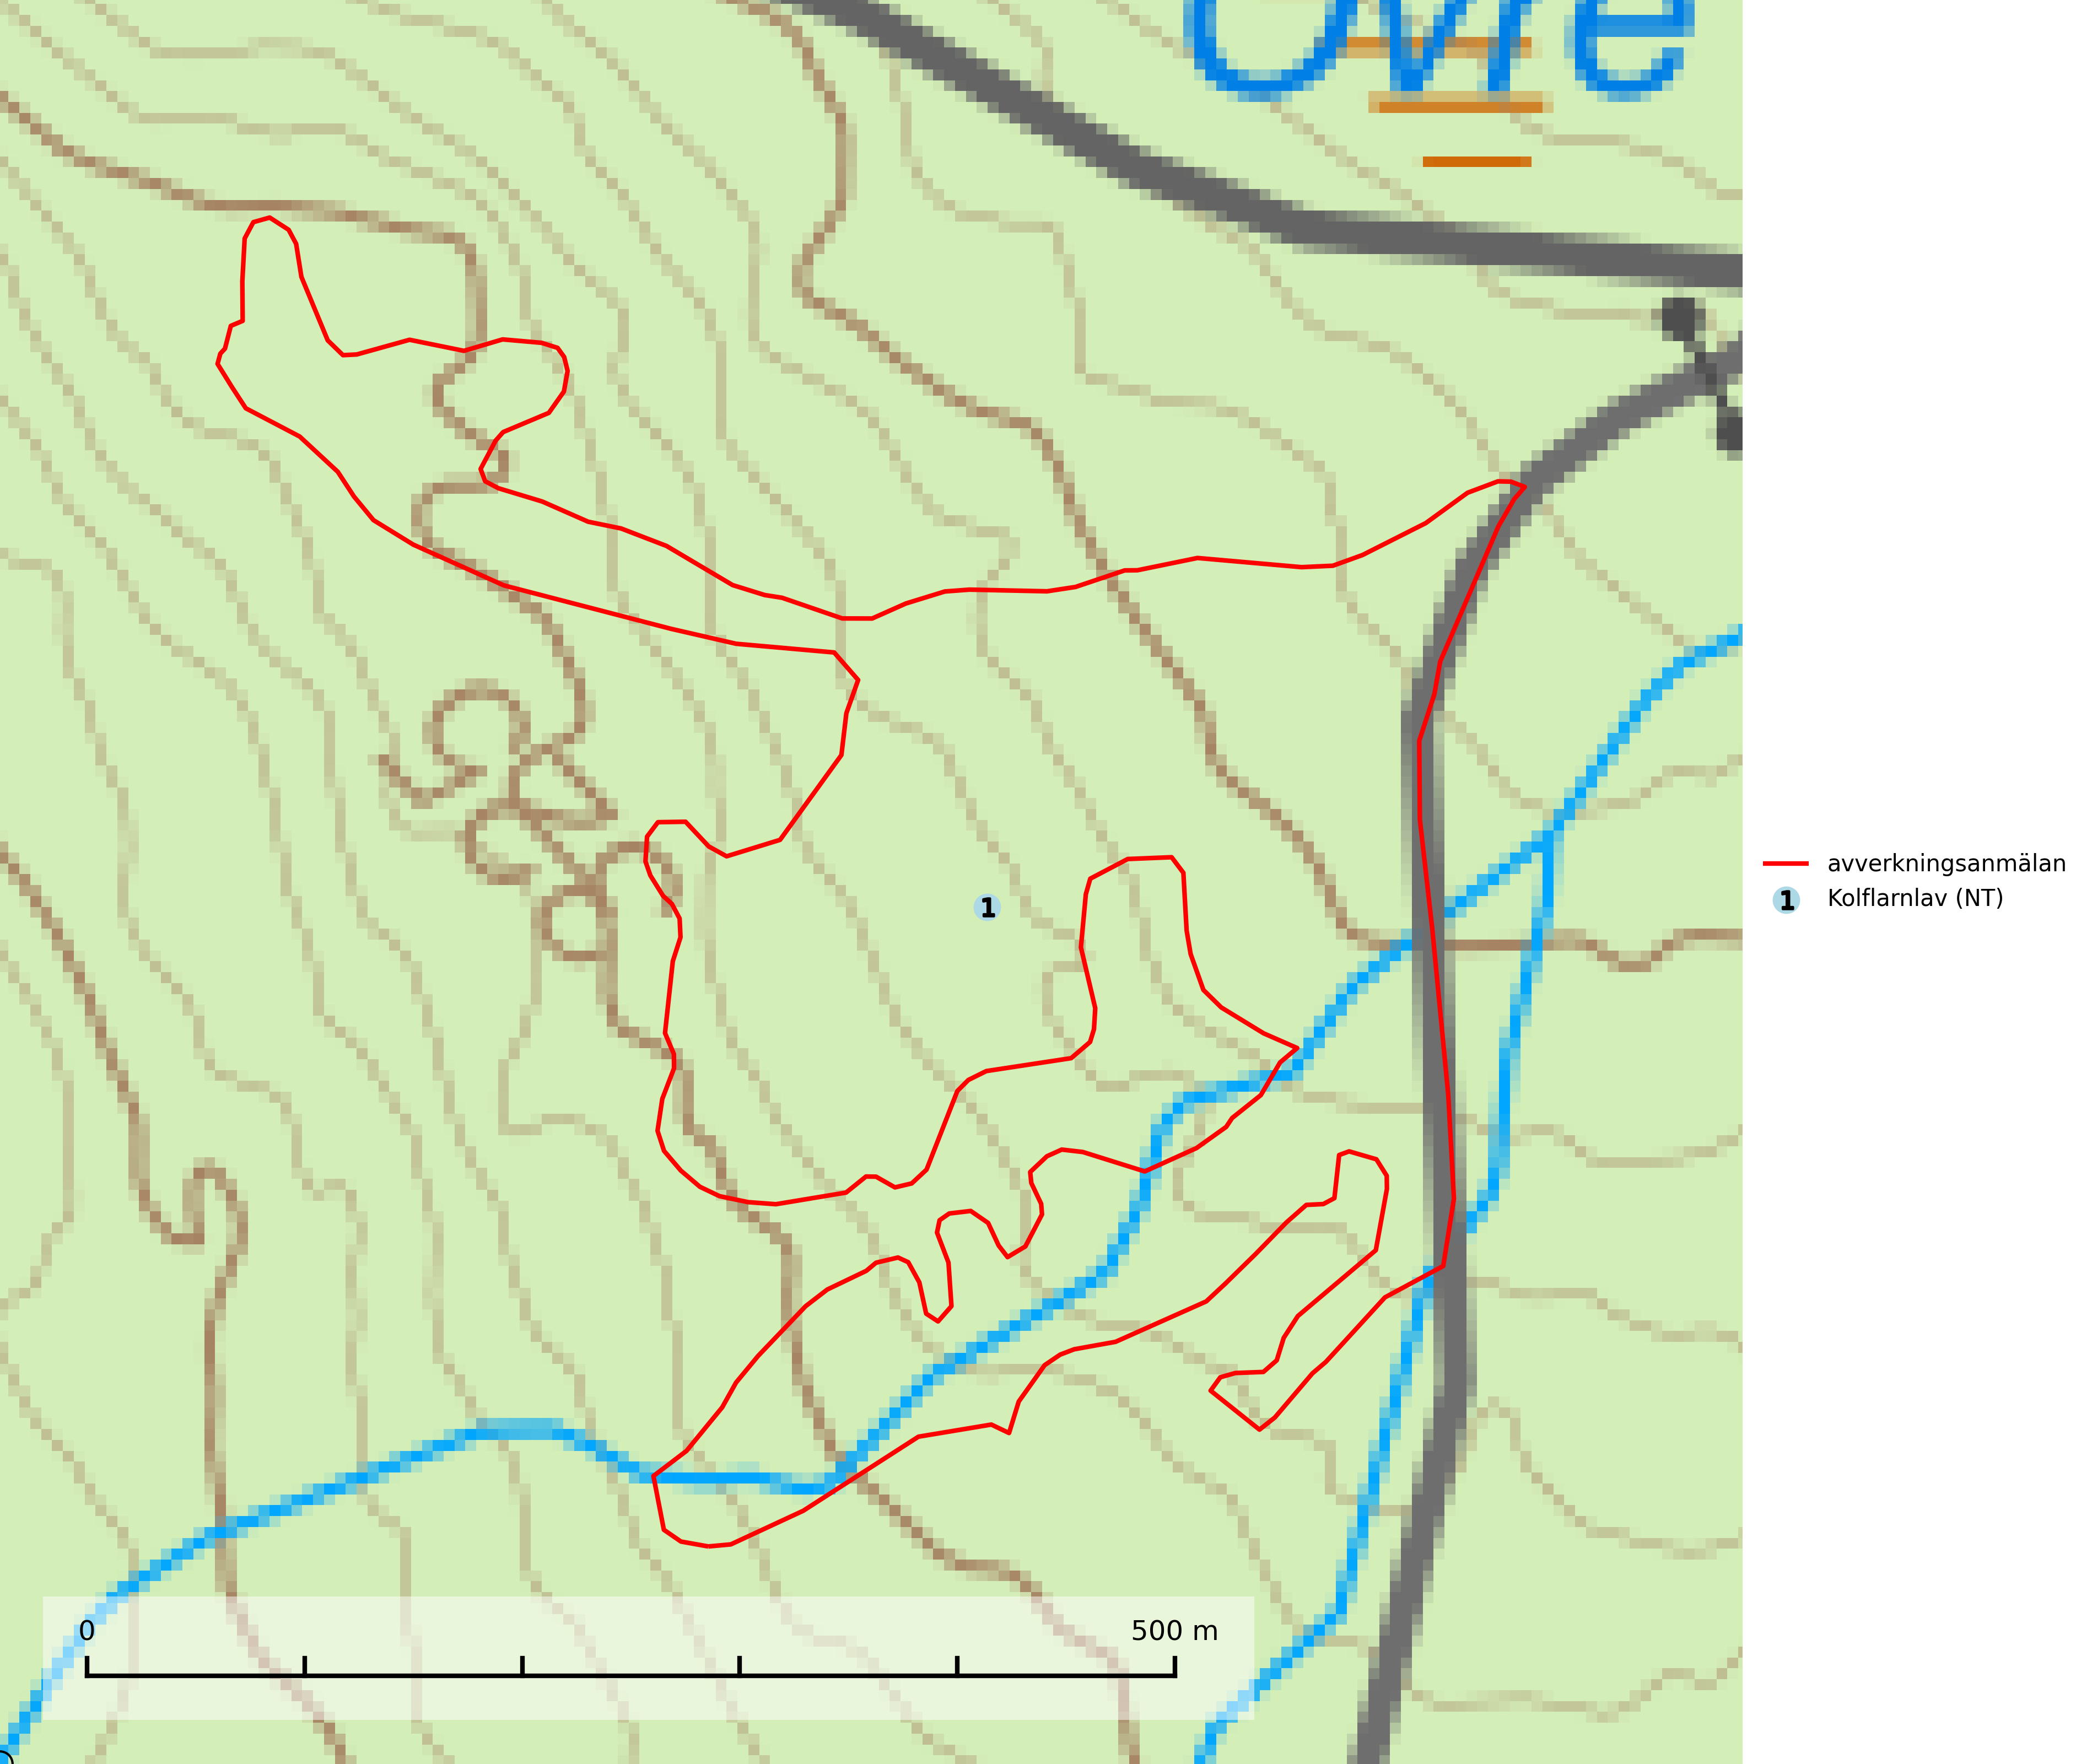 1
avverkningsanmälan
1 Kolflarnlav (NT)
0 500 m